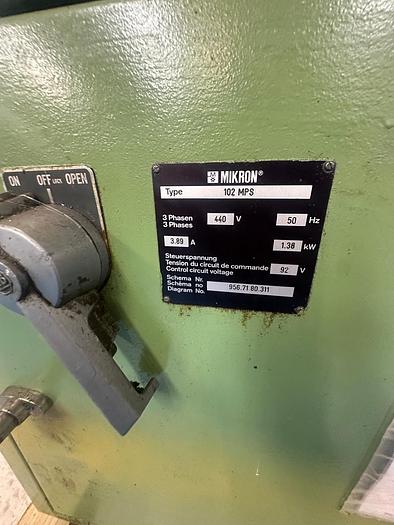 ON OFF LOCK OPEN
MIKRON®
Type 102 MPS
3 Phasen 440 V 50 Hz
3 Phases
3.89 A 1.38 kW
Steuerspannung
Tension du circuit de commande 92 V
Control circuit voltage
Schema Nr.
Schéma no 956.71.80.311
Diagram No.